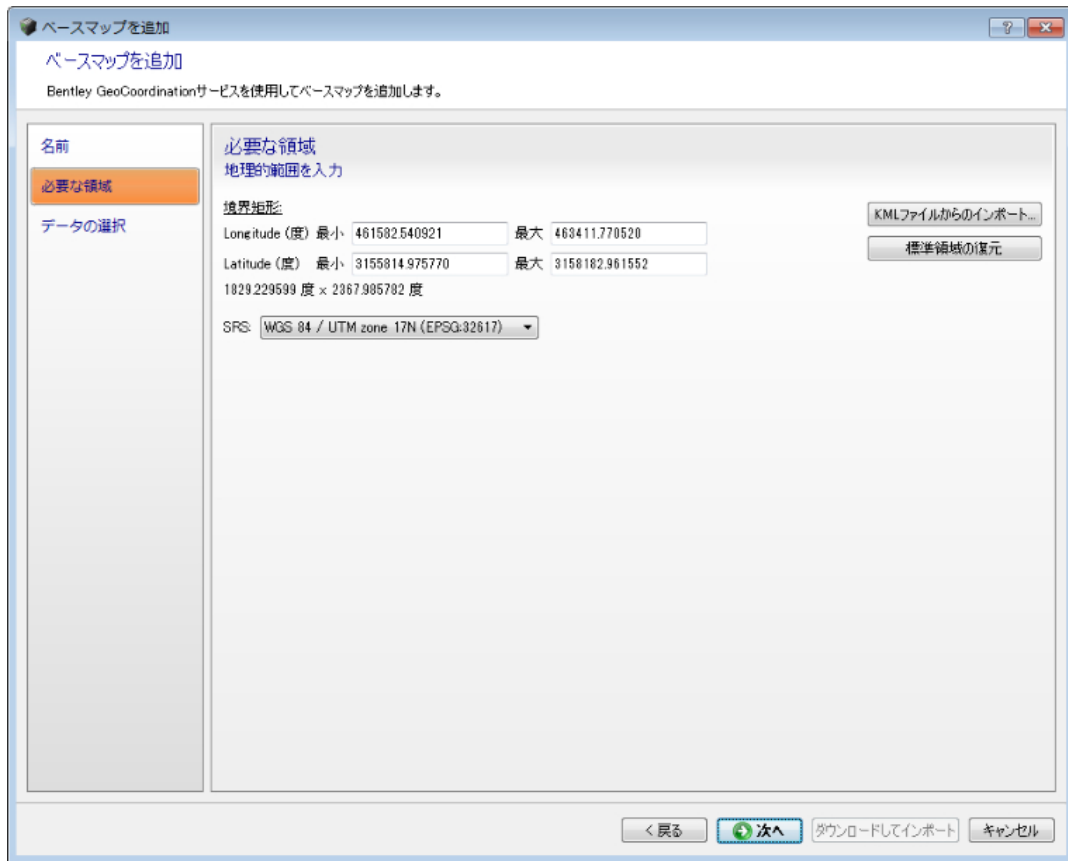 ベースマップを追加
ベースマップを追加
Bentley GeoCoordinationサービスを使用してベースマップを追加します。
名前
必要な領域
データの選択
必要な領域
地理的範囲を入力
境界矩形:
Longitude (度) 最小 461582.540921 最大 463411.770520
Latitude (度) 最小 3155814.975770 最大 3158182.961552
1829.229599 度 × 2367.985782 度
SRS: WGS 84 / UTM zone 17N (EPSG:32617)
KMLファイルからのインポート...
標準領域の復元
< 戻る 次へ ダウンロードしてインポート キャンセル